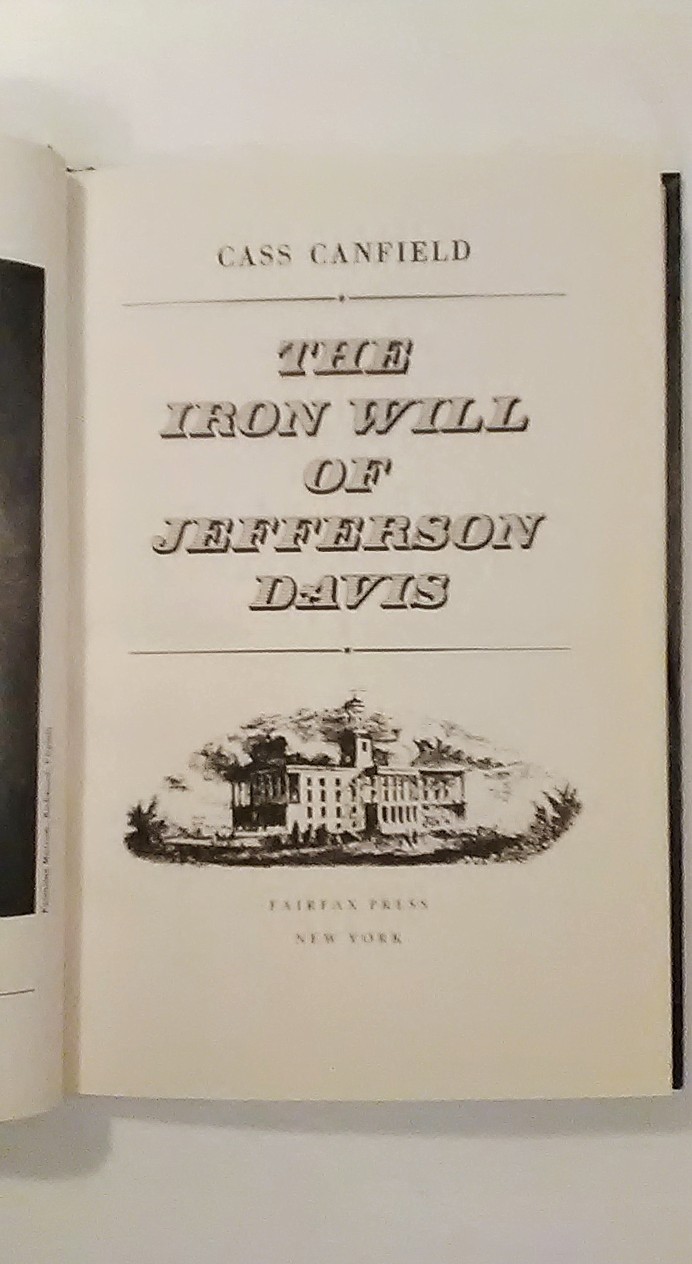 CASS CANFIELD
THE
IRON WILL
OF
JEFFERSON
DAVIS
FAIRFAX PRESS
NEW YORK